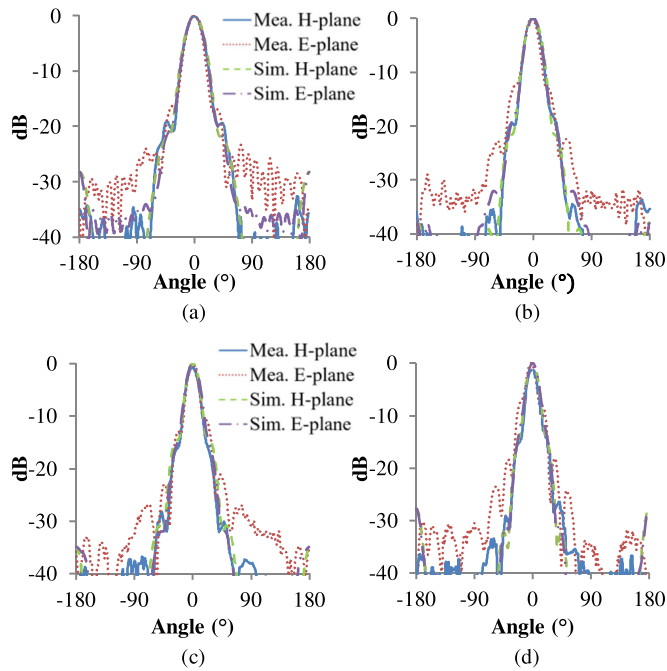 0
-10
-20
-30
-40
dB
-180 -90 0 90 180
Angle (°)
(a)
Mea. H-plane
Mea. E-plane
Sim. H-plane
Sim. E-plane
0
-10
-20
-30
-40
dB
-180 -90 0 90 180
Angle (°)
(b)
0
-10
-20
-30
-40
dB
-180 -90 0 90 180
Angle (°)
(c)
Mea. H-plane
Mea. E-plane
Sim. H-plane
Sim. E-plane
0
-10
-20
-30
-40
dB
-180 -90 0 90 180
Angle (°)
(d)